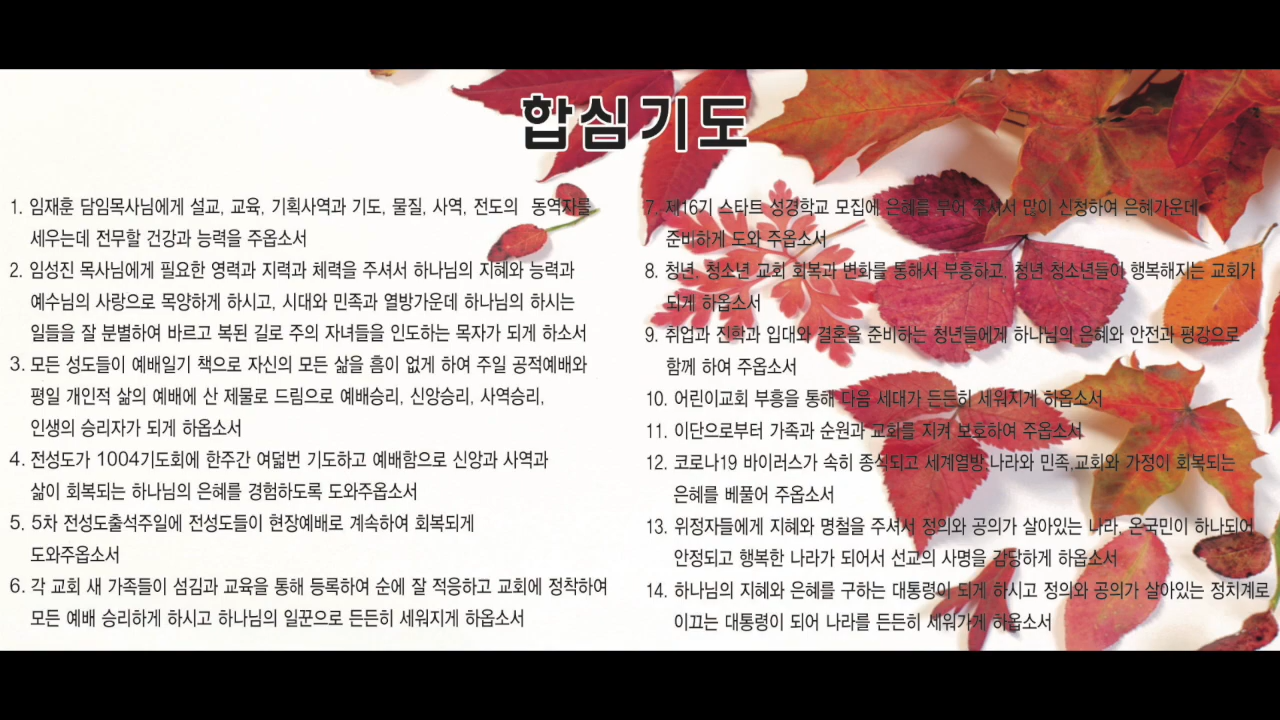 합심기도
1. 임재훈 담임목사님에게 설교, 교육, 기획사역과 기도, 물질, 사역, 전도의 동역자를
세우는데 전무할 건강과 능력을 주옵소서
2. 임성진 목사님에게 필요한 영력과 지력과 체력을 주셔서 하나님의 지혜와 능력과
예수님의 사랑으로 목양하게 하시고, 시대와 민족과 열방가운데 하나님의 하시는
일들을 잘 분별하여 바르고 복된 길로 주의 자녀들을 인도하는 목자가 되게 하소서
3. 모든 성도들이 예배일기 책으로 자신의 모든 삶을 흠이 없게 하여 주일 공적예배와
평일 개인적 삶의 예배에 산 제물로 드림으로 예배승리, 신앙승리, 사역승리,
인생의 승리자가 되게 하옵소서
4. 전성도가 1004기도회에 한주간 여덟번 기도하고 예배함으로 신앙과 사역과
삶이 회복되는 하나님의 은혜를 경험하도록 도와주옵소서
5. 5차 전성도출석주일에 전성도들이 현장예배로 계속하여 회복되게
도와주옵소서
6. 각 교회 새 가족들이 섬김과 교육을 통해 등록하여 순에 잘 적응하고 교회에 정착하여
모든 예배 승리하게 하시고 하나님의 일꾼으로 든든히 세워지게 하옵소서
7. 제16기 스타트 성경학교 모집에 은혜를 부어 주셔서 많이 신청하여 은혜가운데
준비하게 도와 주옵소서
8. 청년, 청소년 교회 회복과 변화를 통해서 부흥하고, 청년 청소년들이 행복해지는 교회가
되게 하옵소서
9. 취업과 진학과 입대와 결혼을 준비하는 청년들에게 하나님의 은혜와 안전과 평강으로
함께 하여 주옵소서
10. 어린이교회 부흥을 통해 다음 세대가 든든히 세워지게 하옵소서
11. 이단으로부터 가족과 순원과 교회를 지켜 보호하여 주옵소서
12. 코로나19 바이러스가 속히 종식되고 세계열방 나라와 민족,교회와 가정이 회복되는
은혜를 베풀어 주옵소서
13. 위정자들에게 지혜와 명철을 주셔서 정의와 공의가 살아있는 나라, 온국민이 하나되어
안정되고 행복한 나라가 되어서 선교의 사명을 감당하게 하옵소서
14. 하나님의 지혜와 은혜를 구하는 대통령이 되게 하시고 정의와 공의가 살아있는 정치계로
이끄는 대통령이 되어 나라를 든든히 세워가게 하옵소서